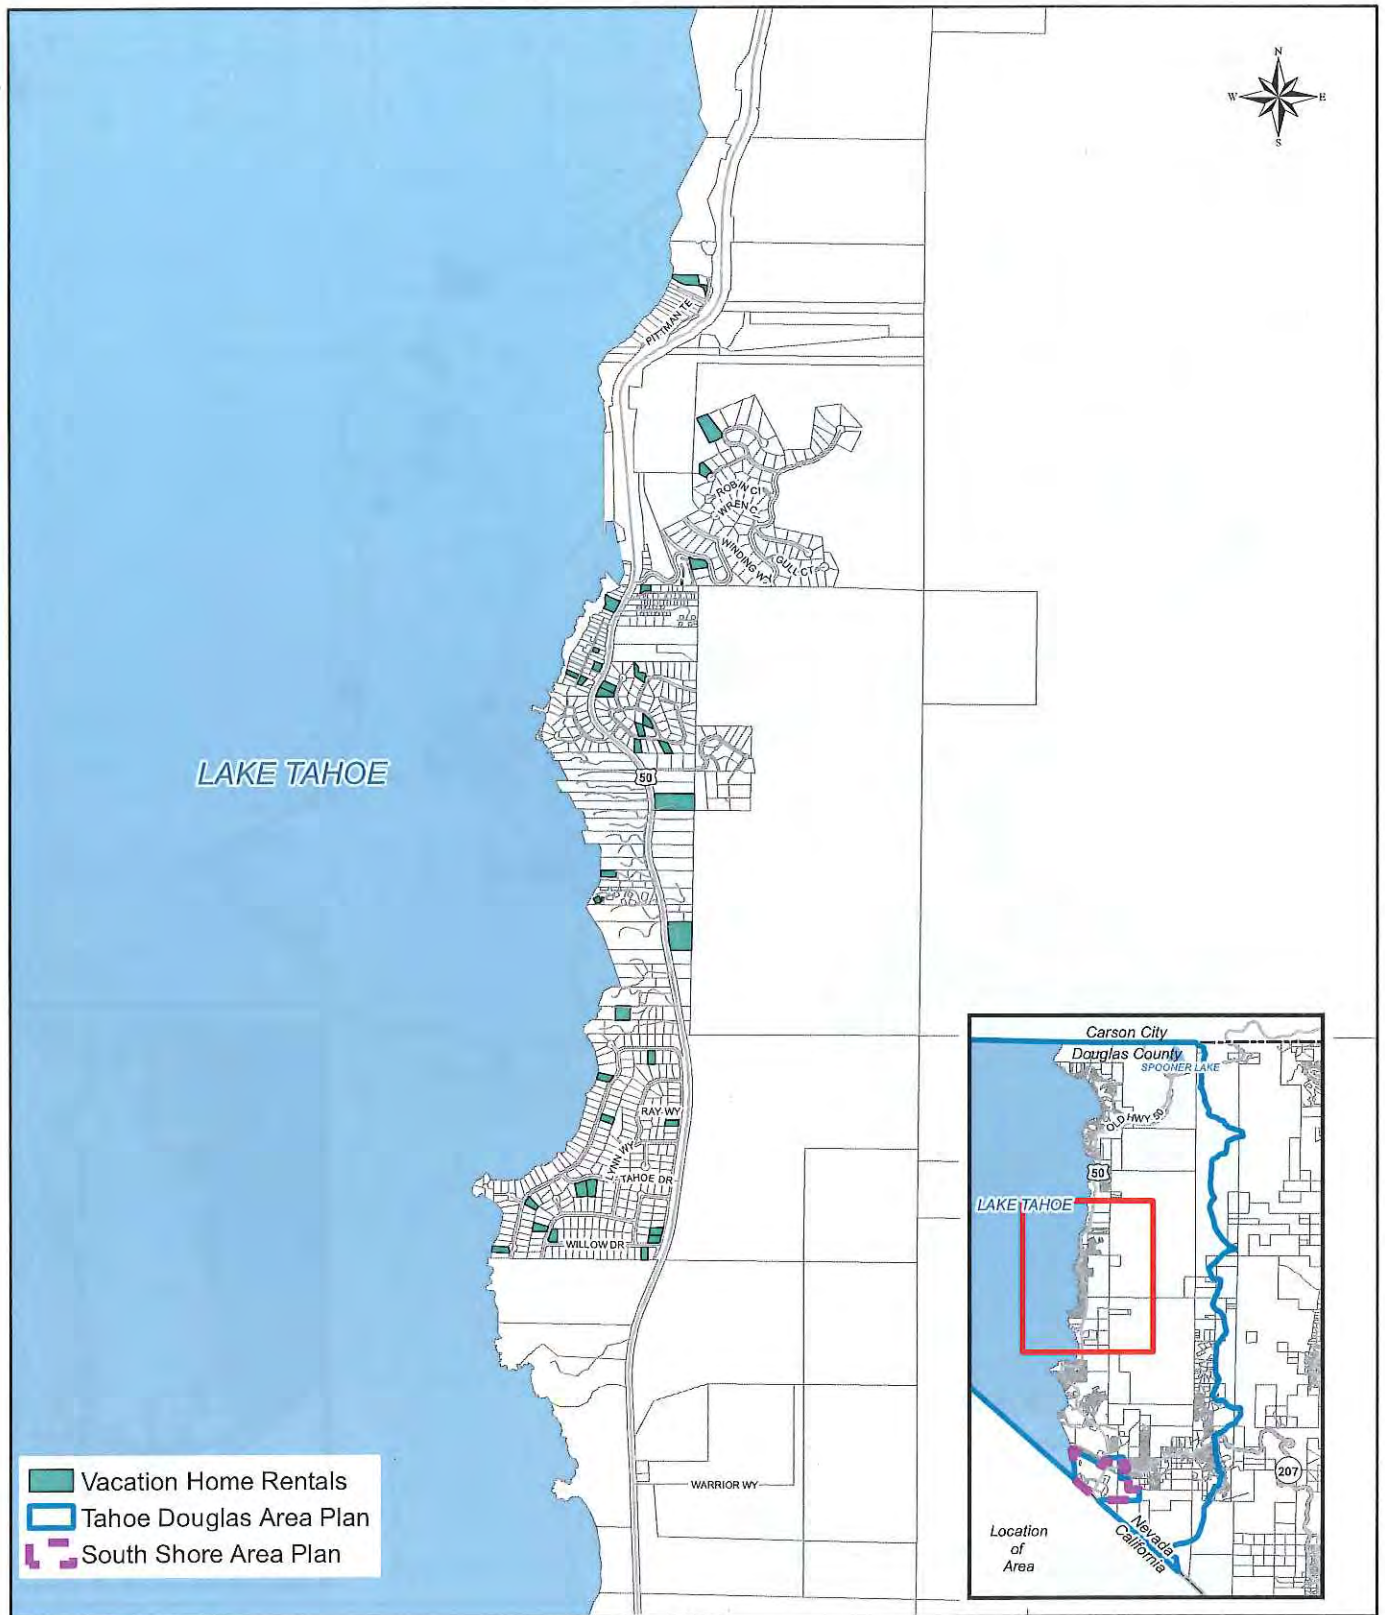 N
W E
S
PITTMAN TE
ROBIN CI
WREN C
WINDING W
GULL CT
LAKE TAHOE
50
RAY WY
LYNN WY
TAHOE DR
WILLOW DR
WARRIOR WY
Vacation Home Rentals
Tahoe Douglas Area Plan
South Shore Area Plan
Carson City
Douglas County
SPOONER LAKE
OLD HWY 50
50
LAKE TAHOE
207
Nevada
California
Location
of
Area